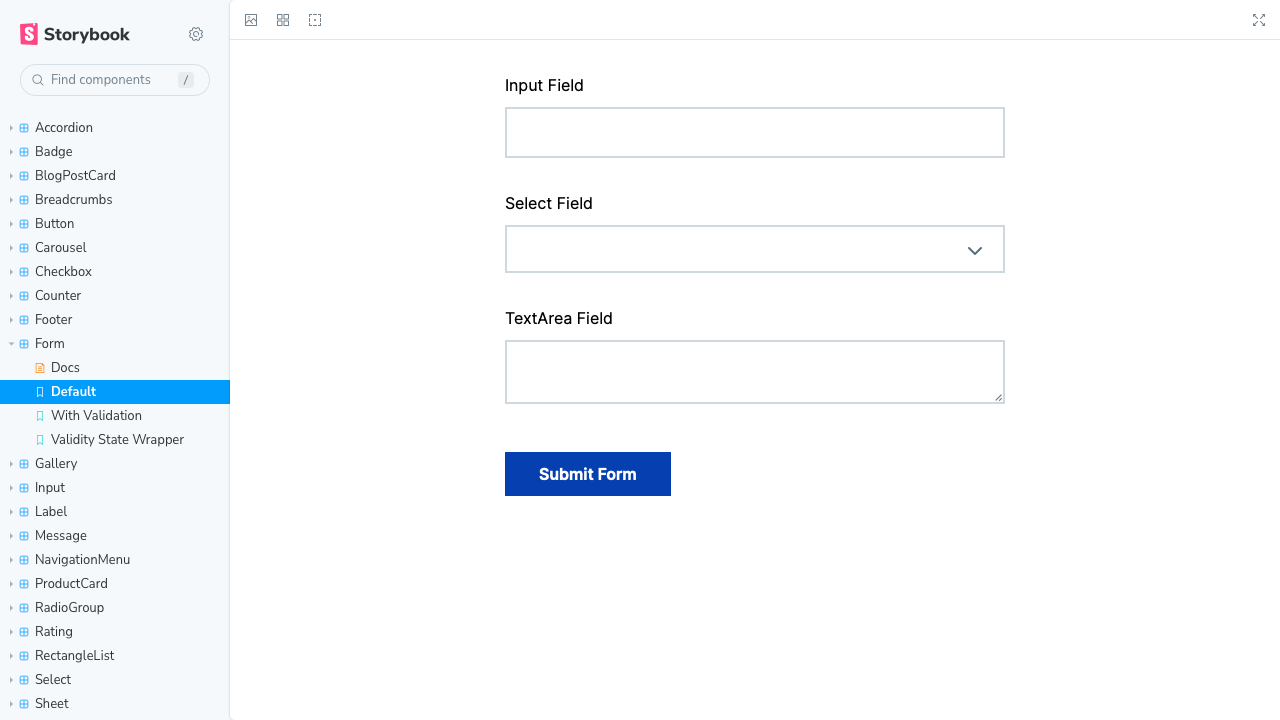 Storybook
Find components
/
Accordion
Badge
BlogPostCard
Breadcrumbs
Button
Carousel
Checkbox
Counter
Footer
Form
Docs
Default
With Validation
Validity State Wrapper
Gallery
Input
Label
Message
NavigationMenu
ProductCard
RadioGroup
Rating
RectangleList
Select
Sheet
Input Field
Select Field
TextArea Field
Submit Form